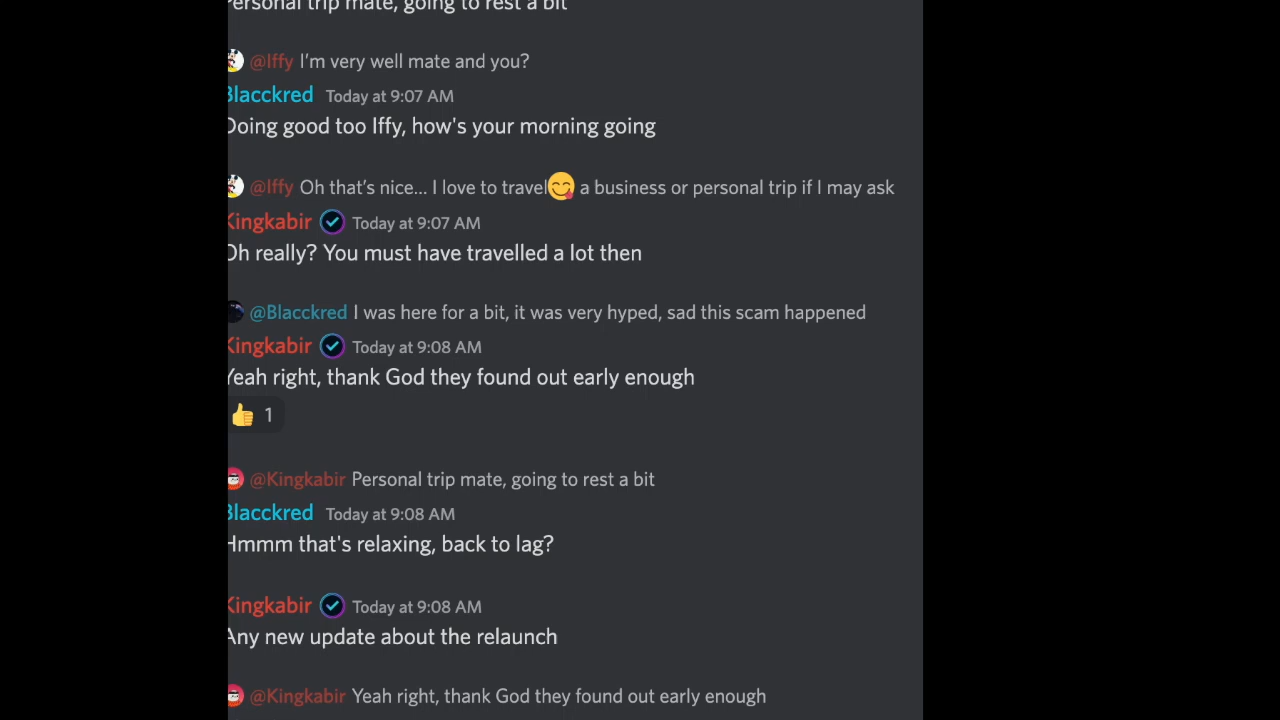 Personal trip mate, going to rest a bit
@Iffy I’m very well mate and you?
Blacckred Today at 9:07 AM
Doing good too Iffy, how's your morning going
@Iffy Oh that’s nice... I love to travel😋 a business or personal trip if I may ask
Kingkabir Today at 9:07 AM
Oh really? You must have travelled a lot then
@Blacckred I was here for a bit, it was very hyped, sad this scam happened
Kingkabir Today at 9:08 AM
Yeah right, thank God they found out early enough
👍 1
@Kingkabir Personal trip mate, going to rest a bit
Blacckred Today at 9:08 AM
Hmmm that's relaxing, back to lag?
Kingkabir Today at 9:08 AM
Any new update about the relaunch
@Kingkabir Yeah right, thank God they found out early enough